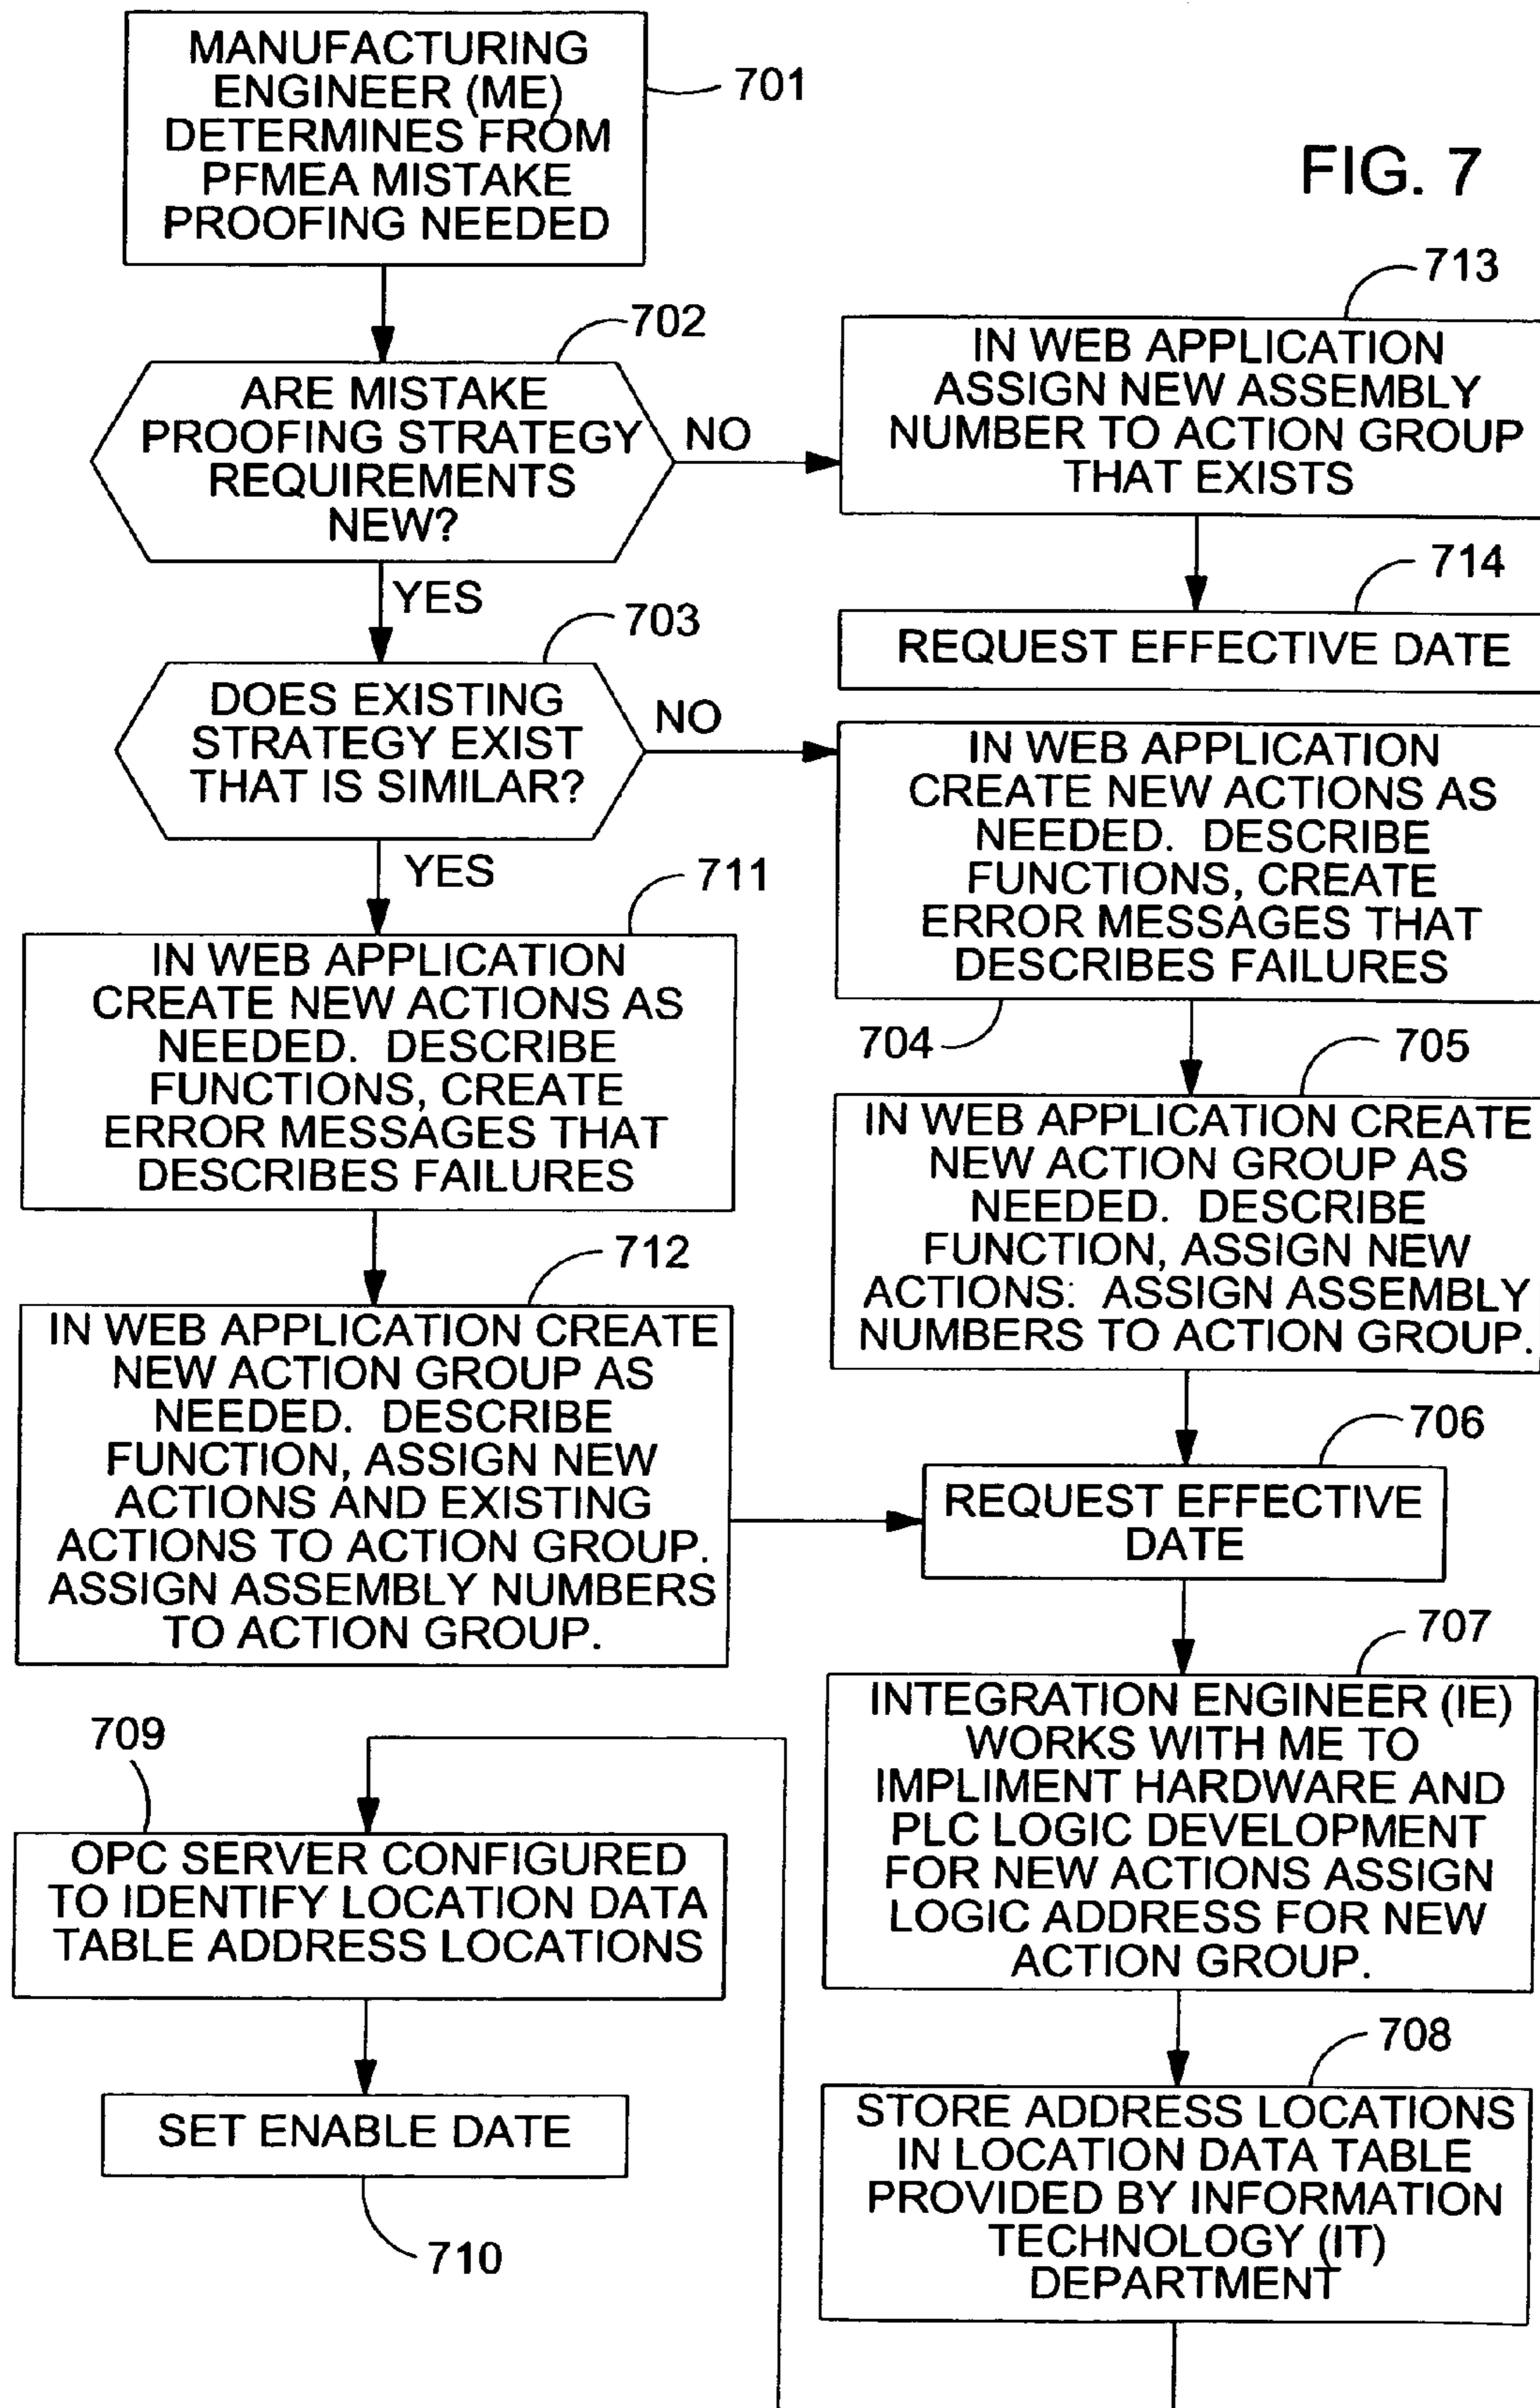 MANUFACTURING
ENGINEER (ME)
DETERMINES FROM
PFMEA MISTAKE
PROOFING NEEDED
701
FIG. 7
702
ARE MISTAKE
PROOFING STRATEGY
REQUIREMENTS
NEW?
NO
YES
713
IN WEB APPLICATION
ASSIGN NEW ASSEMBLY
NUMBER TO ACTION GROUP
THAT EXISTS
714
REQUEST EFFECTIVE DATE
703
DOES EXISTING
STRATEGY EXIST
THAT IS SIMILAR?
NO
YES
IN WEB APPLICATION
CREATE NEW ACTIONS AS
NEEDED. DESCRIBE
FUNCTIONS, CREATE
ERROR MESSAGES THAT
DESCRIBES FAILURES
704
711
IN WEB APPLICATION
CREATE NEW ACTIONS AS
NEEDED. DESCRIBE
FUNCTIONS, CREATE
ERROR MESSAGES THAT
DESCRIBES FAILURES
705
IN WEB APPLICATION CREATE
NEW ACTION GROUP AS
NEEDED. DESCRIBE
FUNCTION, ASSIGN NEW
ACTIONS: ASSIGN ASSEMBLY
NUMBERS TO ACTION GROUP.
712
IN WEB APPLICATION CREATE
NEW ACTION GROUP AS
NEEDED. DESCRIBE
FUNCTION, ASSIGN NEW
ACTIONS AND EXISTING
ACTIONS TO ACTION GROUP.
ASSIGN ASSEMBLY NUMBERS
TO ACTION GROUP.
706
REQUEST EFFECTIVE
DATE
707
INTEGRATION ENGINEER (IE)
WORKS WITH ME TO
IMPLIMENT HARDWARE AND
PLC LOGIC DEVELOPMENT
FOR NEW ACTIONS ASSIGN
LOGIC ADDRESS FOR NEW
ACTION GROUP.
708
STORE ADDRESS LOCATIONS
IN LOCATION DATA TABLE
PROVIDED BY INFORMATION
TECHNOLOGY (IT)
DEPARTMENT
709
OPC SERVER CONFIGURED
TO IDENTIFY LOCATION DATA
TABLE ADDRESS LOCATIONS
SET ENABLE DATE
710